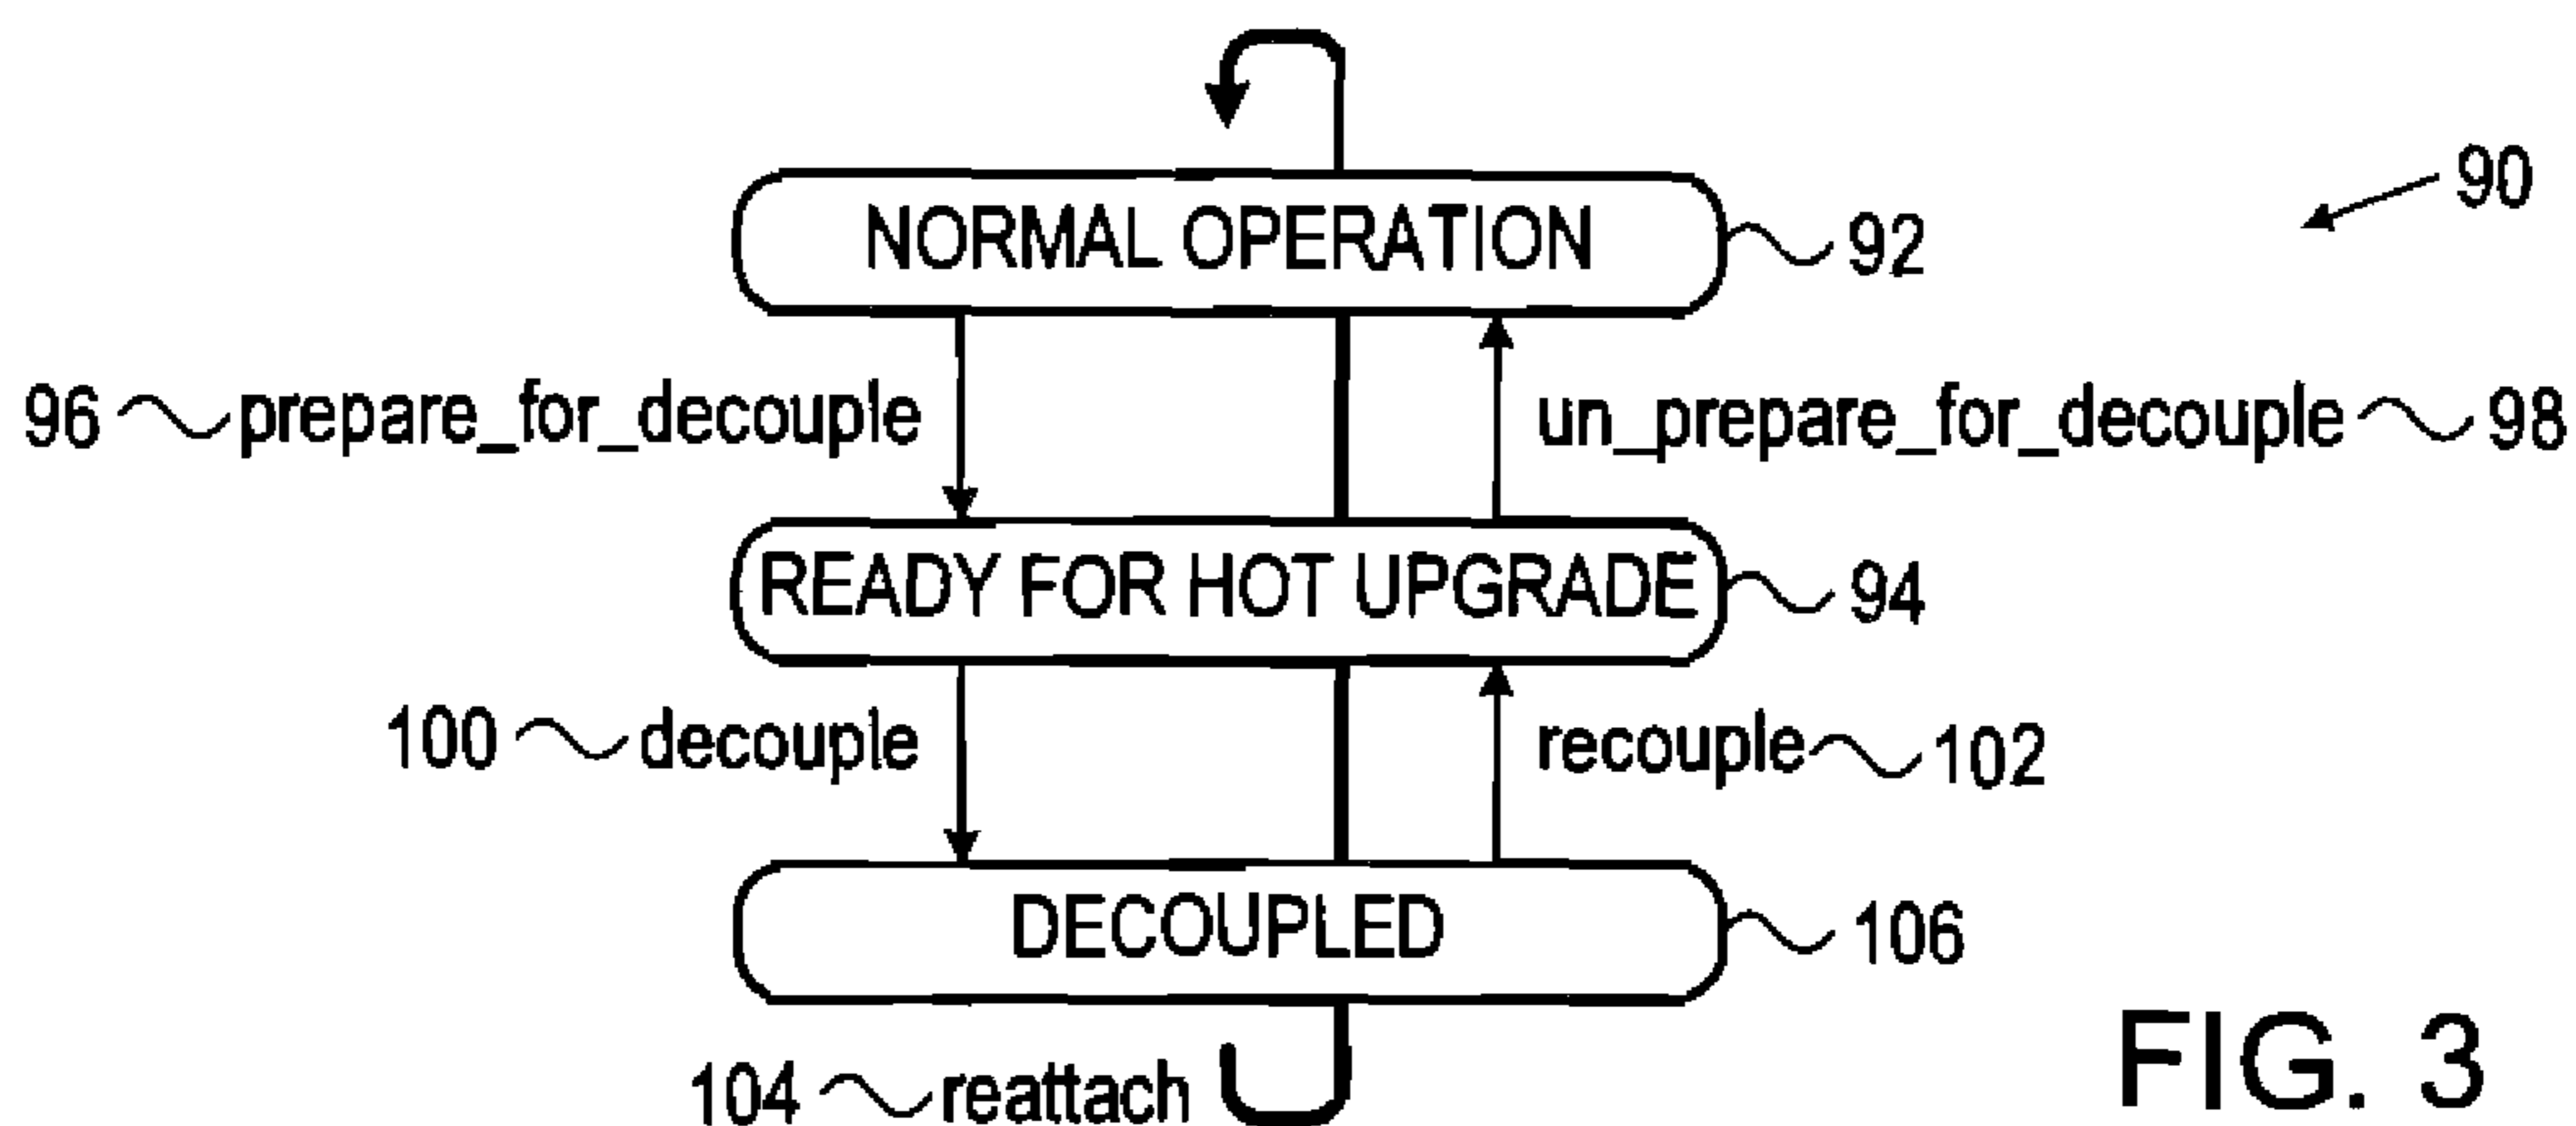 90
NORMAL OPERATION 92
96 prepare_for_decouple un_prepare_for_decouple 98
READY FOR HOT UPGRADE 94
100 decouple recouple 102
DECOUPLED 106
104 reattach
FIG. 3